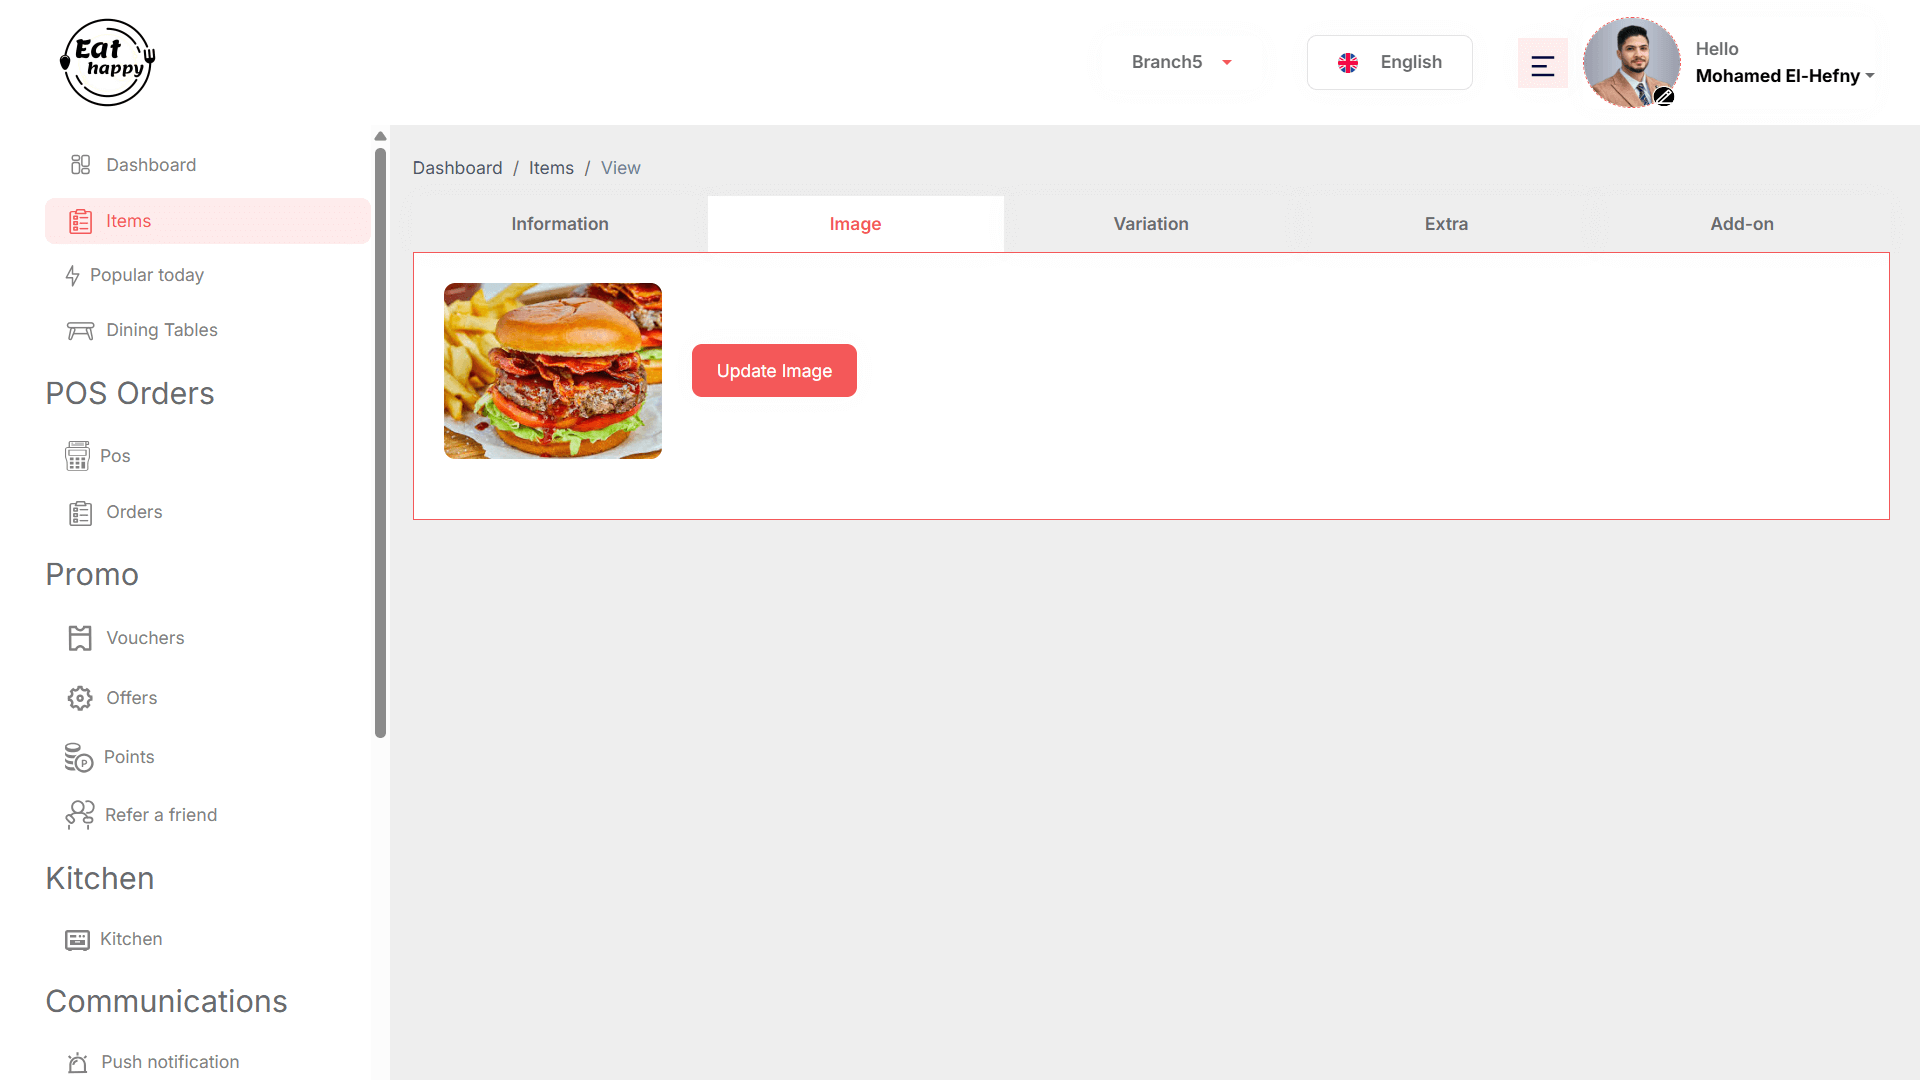 Eat
happy
Branch5
English
Hello
Mohamed El-Hefny
Dashboard
Items
Popular today
Dining Tables
POS Orders
Pos
Orders
Promo
Vouchers
Offers
Points
Refer a friend
Kitchen
Kitchen
Communications
Push notification
Dashboard / Items / View
Information
Image
Variation
Extra
Add-on
Update Image